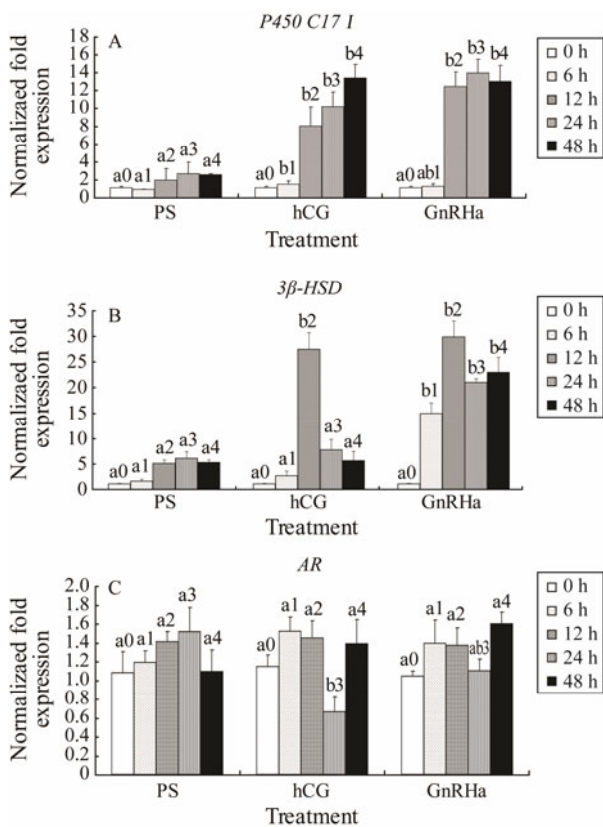 P450 C17 I
A
Normalizaed fold
expression
18
16
14
12
10
8
6
4
2
0
a0 a1 a2 a3 a4
b1 b2 b3 b4
a0
a0 ab1 b2 b3 b4
PS hCG GnRHa
Treatment
0 h
6 h
12 h
24 h
48 h
3β-HSD
B
Normalizaed fold
expression
35
30
25
20
15
10
5
0
a0 a1 a2 a3 a4
a0 a1 b2 a3 a4
a0 b1 b2 b3 b4
PS hCG GnRHa
Treatment
0 h
6 h
12 h
24 h
48 h
AR
C
Normalizaed fold
expression
2.0
1.8
1.6
1.4
1.2
1.0
0.8
0.6
0.4
0.2
0
a0 a1 a2 a3 a4
a0 a1 a2 b3 a4
a0 a1 a2 ab3 a4
PS hCG GnRHa
Treatment
0 h
6 h
12 h
24 h
48 h